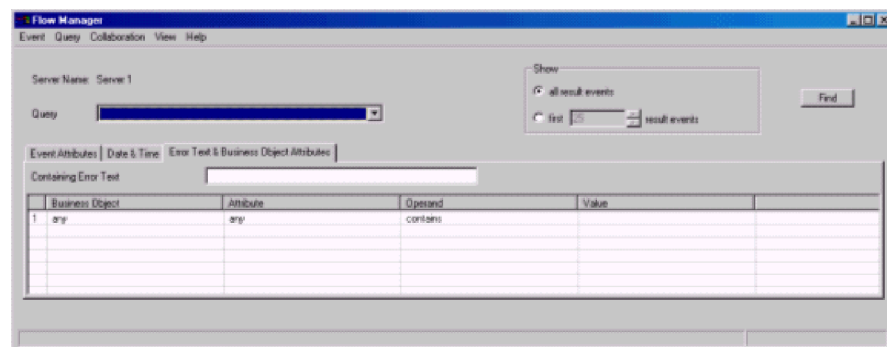 Flow Manager
Event Query Collaboration View Help
Server Name: Server 1
Show
all result events
Find
Query
first 25 result events
Event Attributes Date & Time Error Text & Business Object Attributes
Containing Error Text
Business Object Attribute Operand Value
1 any any contains